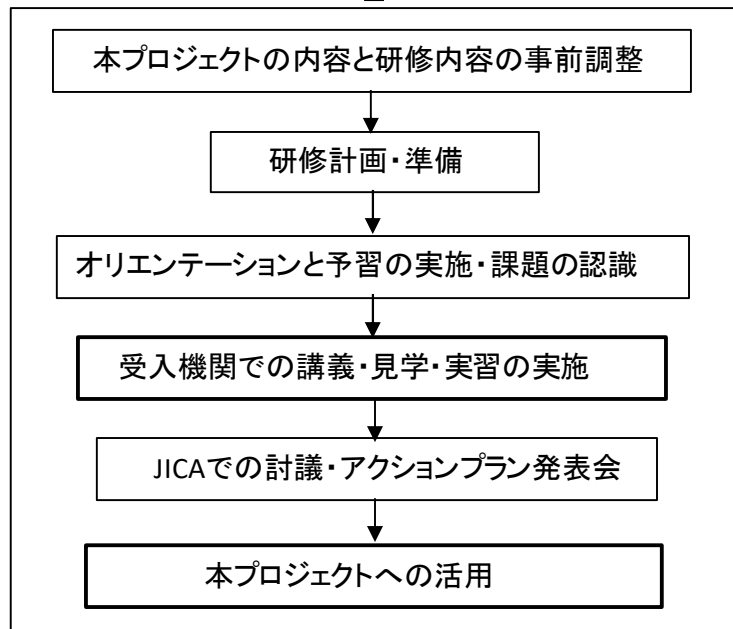 本プロジェクトの内容と研修内容の事前調整
研修計画・準備
オリエンテーションと予習の実施・課題の認識
受入機関での講義・見学・実習の実施
JICAでの討議・アクションプラン発表会
本プロジェクトへの活用